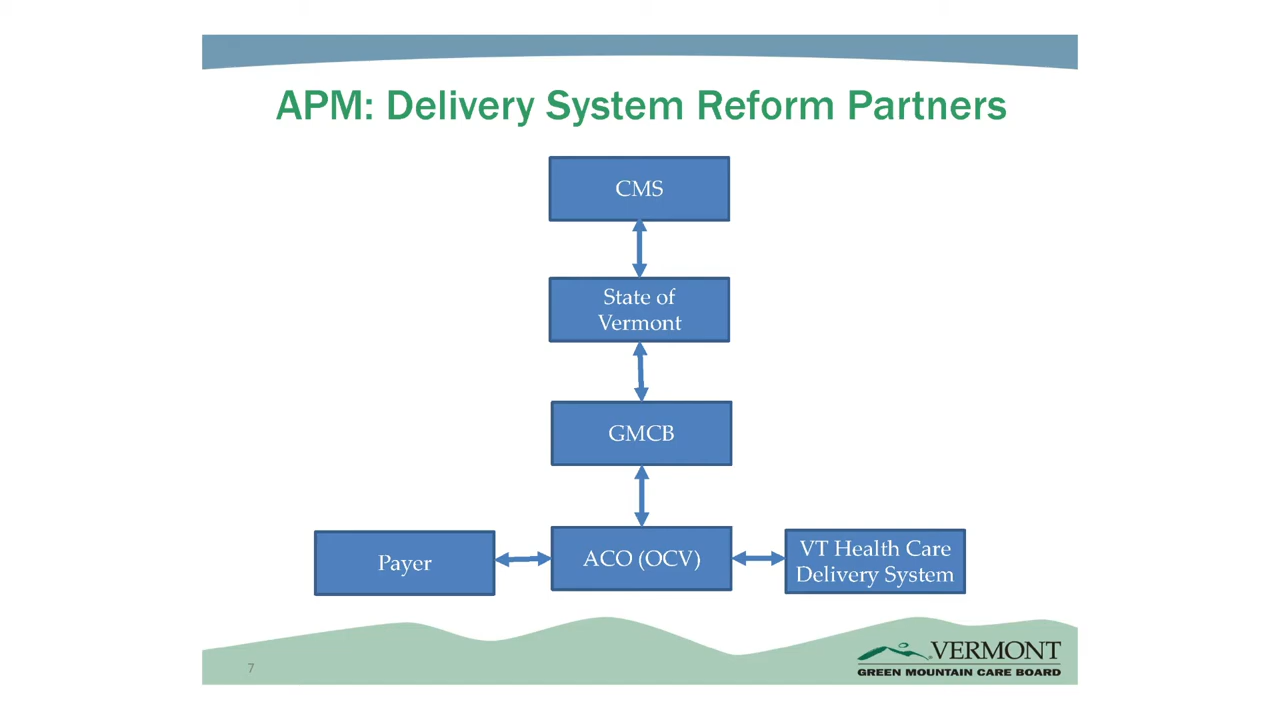 APM: Delivery System Reform Partners
CMS
State of
Vermont
GMCB
Payer
ACO (OCV)
VT Health Care
Delivery System
7
VERMONT
GREEN MOUNTAIN CARE BOARD